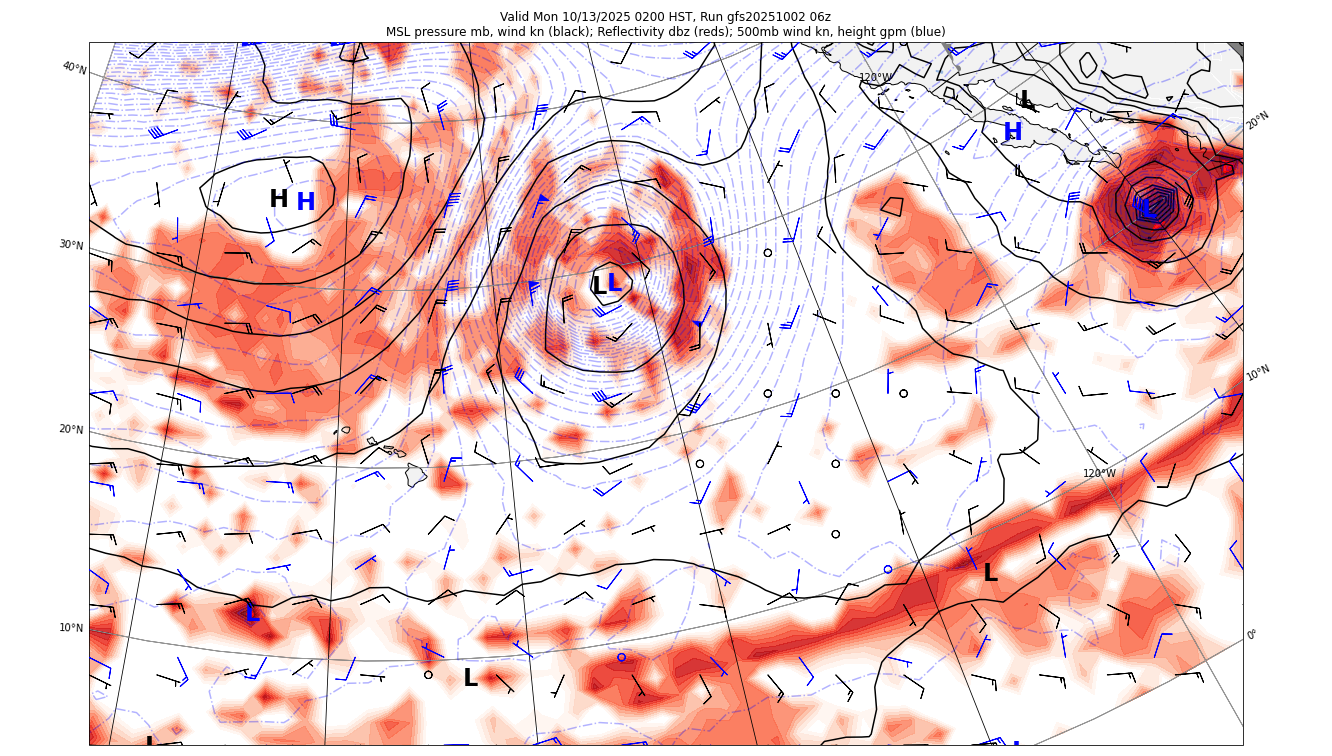 Valid Mon 10/13/2025 0200 HST, Run gfs20251002 06z
MSL pressure mb, wind kn (black); Reflectivity dbz (reds); 500mb wind kn, height gpm (blue)
40°N
120°W
L
H
20°N
H H
L
30°N
L L
10°N
20°N
120°W
L
L
10°N
0°
L